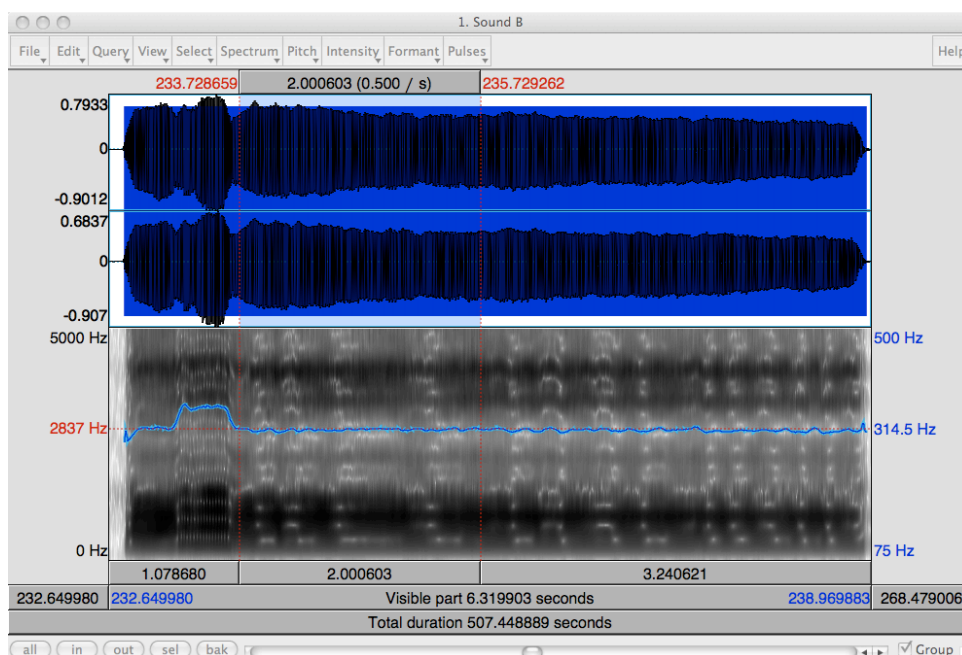 1. Sound B
File Edit Query View Select Spectrum Pitch Intensity Formant Pulses Help
233.728659 2.000603 (0.500 / s) 235.729262
0.7933
0
-0.9012
0.6837
0
-0.907
5000 Hz 500 Hz
2837 Hz 314.5 Hz
0 Hz 75 Hz
1.078680 2.000603 3.240621
232.649980 232.649980 Visible part 6.319903 seconds 238.969883 268.479006
Total duration 507.448889 seconds
all in out sel bak Group